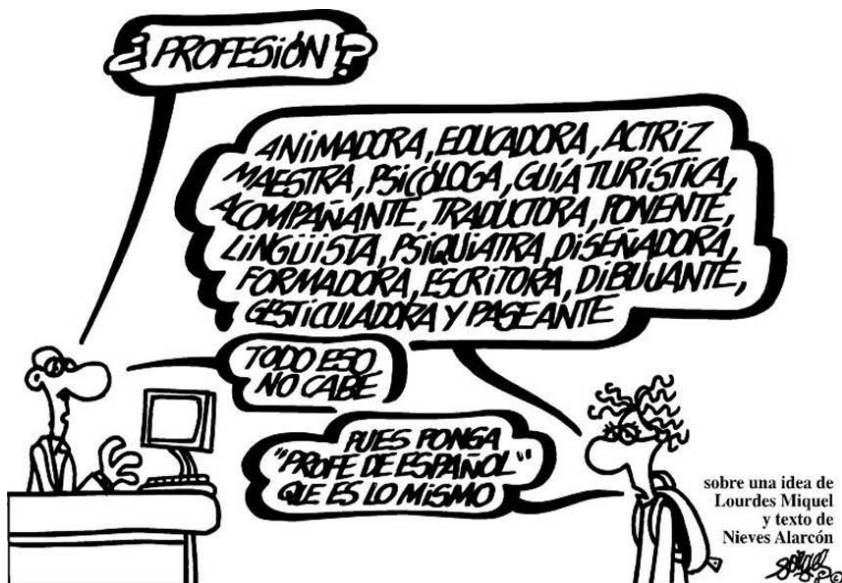 ¿PROFESIÓN?
ANIMADORA, EDUCADORA, ACTRIZ
MAESTRA, PSICÓLOGA, GUÍA TURÍSTICA,
ACOMPAÑANTE, TRADUCTORA, PONENTE,
LINGÜISTA, PSIQUIATRA, DISEÑADORA,
FORMADORA, ESCRITORA, DIBUJANTE,
GESTICULADORA Y PASEANTE
TODO ESO
NO CABE
PUES PONGA
"PROFE DE ESPAÑOL"
QUE ES LO MISMO
sobre una idea de
Lourdes Miquel
y texto de
Nieves Alarcón
forges ©